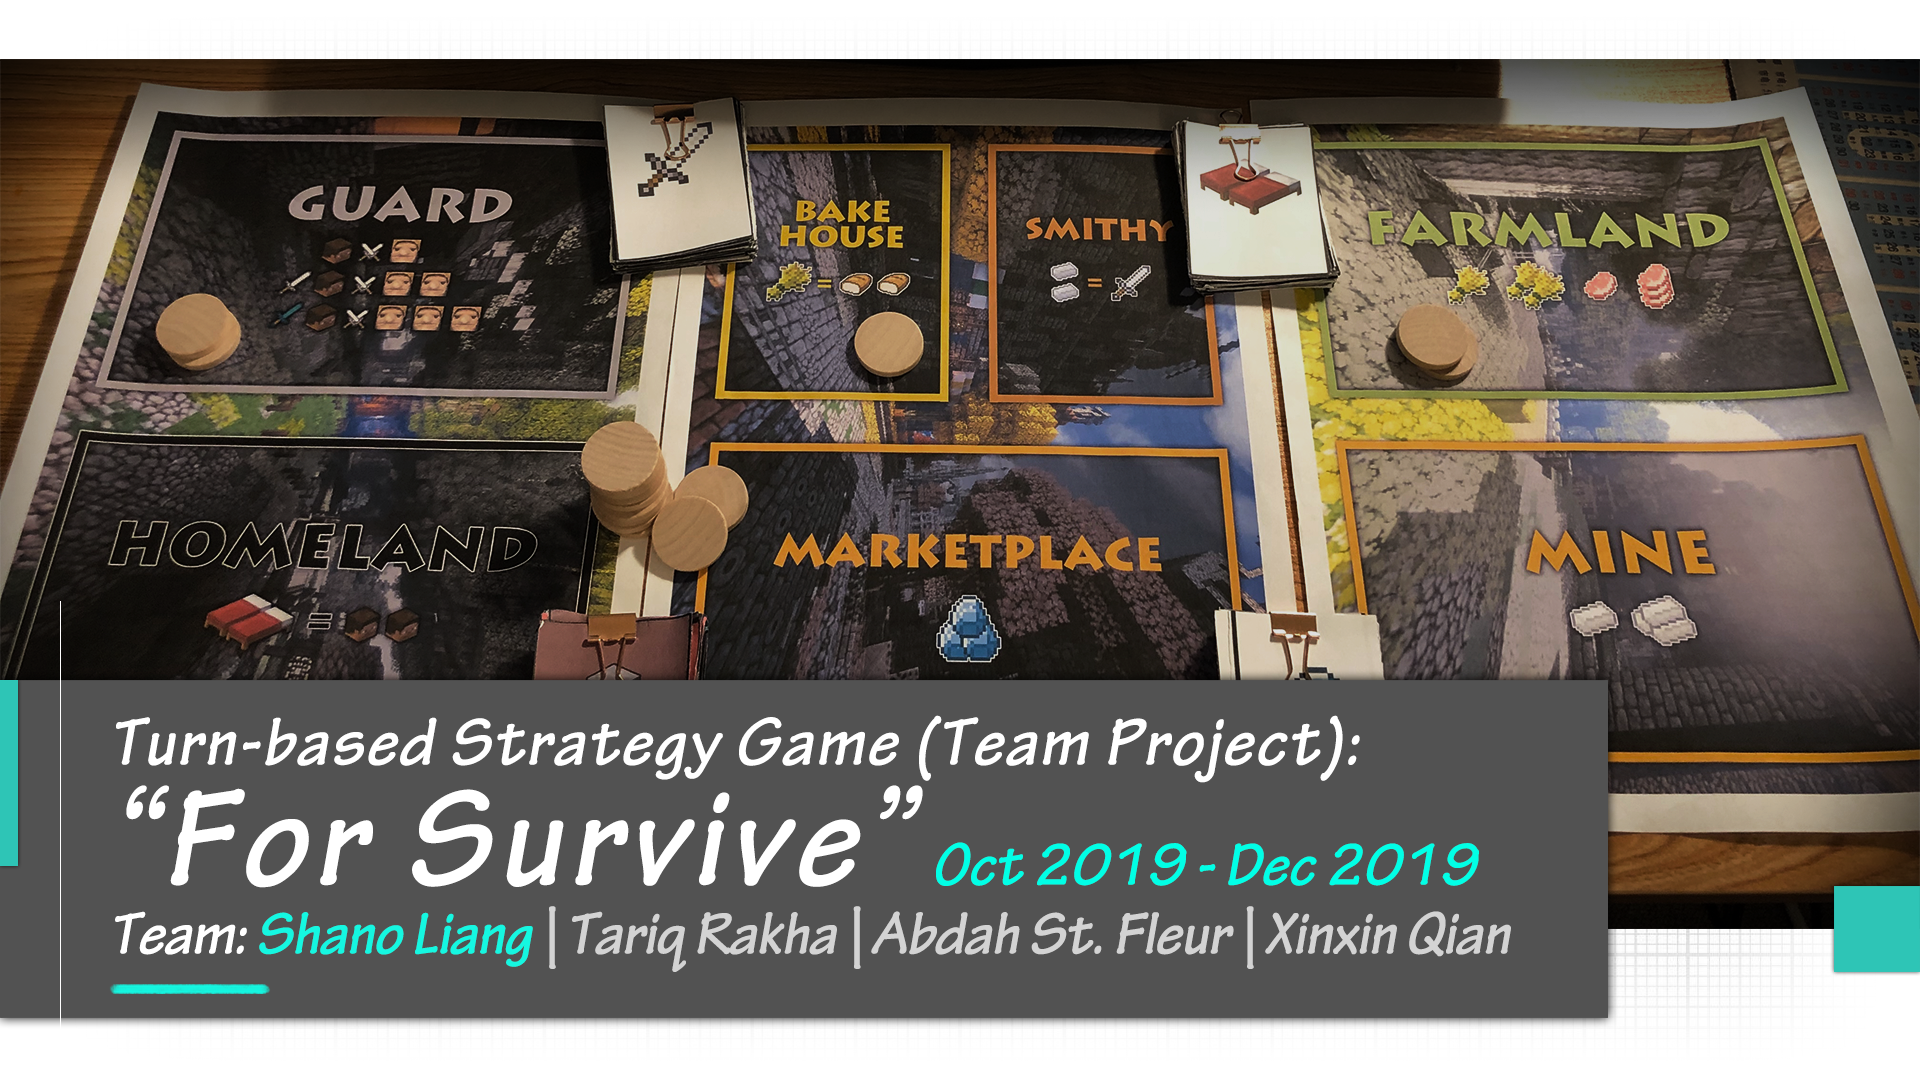 GUARD
BAKE
HOUSE
SMITHY
FARMLAND
HOMELAND
MARKETPLACE
MINE
Turn-based Strategy Game (Team Project):
“For Survive” Oct 2019 - Dec 2019
Team: Shano Liang | Tariq Rakha | Abdah St. Fleur | Xinxin Qian